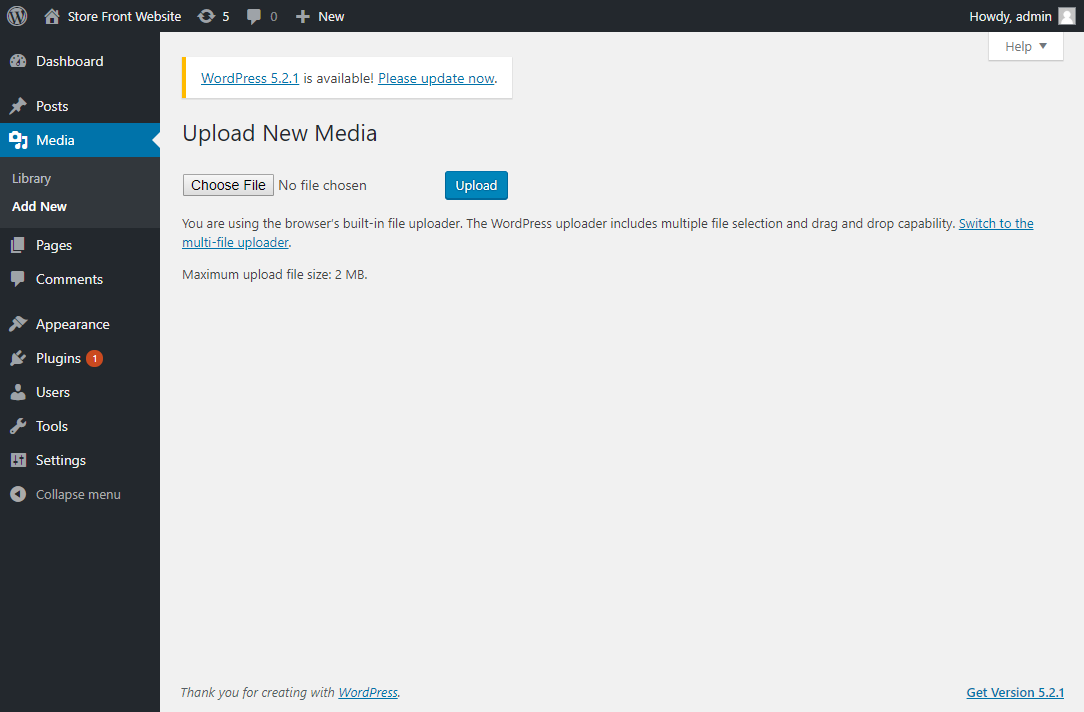 Store Front Website 5 0 New Howdy, admin
Help
Dashboard
Posts
Media
Library
Add New
Pages
Comments
Appearance
Plugins 1
Users
Tools
Settings
Collapse menu
WordPress 5.2.1 is available! Please update now.
Upload New Media
Choose File No file chosen Upload
You are using the browser's built-in file uploader. The WordPress uploader includes multiple file selection and drag and drop capability. Switch to the
multi-file uploader.
Maximum upload file size: 2 MB.
Thank you for creating with WordPress. Get Version 5.2.1